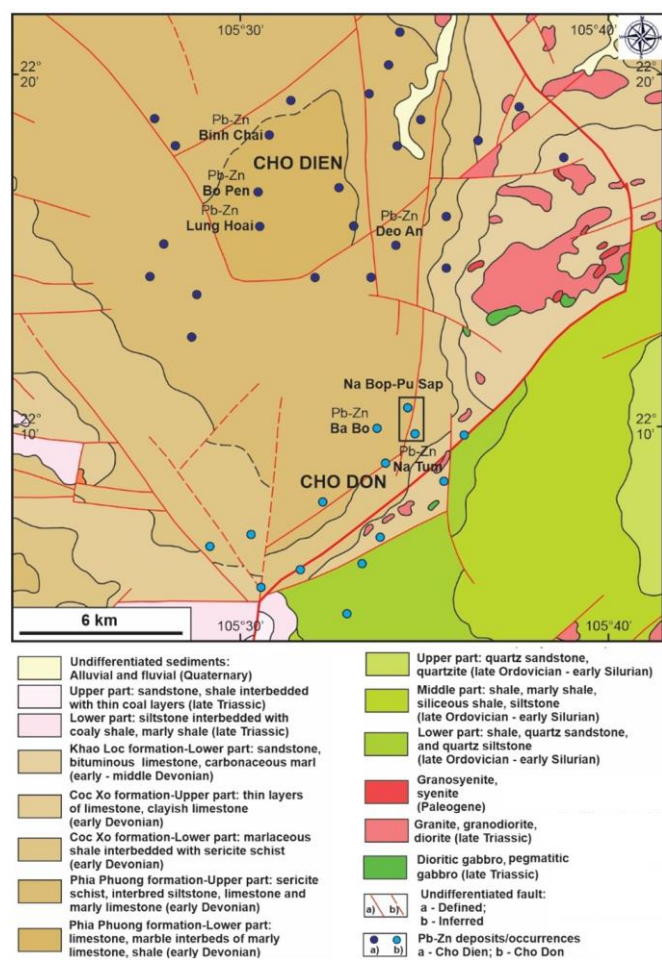 105°30'
105°40'
22°
20'
Pb-Zn
Binh Chai
CHO DIEN
Pb-Zn
Bo Pen
Pb-Zn
Lung Hoai
Pb-Zn
Deo An
Na Bop-Pu Sap
22°
10'
Pb-Zn
Ba Bo
Pb-Zn
Na Tum
CHO DON
6 km
105°30'
105°40'
Undifferentiated sediments:
Alluvial and fluvial (Quaternary)
Upper part: sandstone, shale interbedded
with thin coal layers (late Triassic)
Lower part: siltstone interbedded with
coaly shale, marly shale (late Triassic)
Khao Loc formation-Lower part: sandstone,
bituminous limestone, carbonaceous marl
(early - middle Devonian)
Coc Xo formation-Upper part: thin layers
of limestone, clayish limestone
(early Devonian)
Coc Xo formation-Lower part: marlaceous
shale interbedded with sericite schist
(early Devonian)
Phia Phuong formation-Upper part: sericite
schist, interbred siltstone, limestone and
marly limestone (early Devonian)
Phia Phuong formation-Lower part:
limestone, marble interbeds of marly
limestone, shale (early Devonian)
Upper part: quartz sandstone,
quartzite (late Ordovician - early Silurian)
Middle part: shale, marly shale,
siliceous shale, siltstone
(late Ordovician - early Silurian)
Lower part: shale, quartz sandstone,
and quartz siltstone
(late Ordovician - early Silurian)
Granosyenite,
syenite
(Paleogene)
Granite, granodiorite,
diorite (late Triassic)
Dioritic gabbro, pegmatitic
gabbro (late Triassic)
a) b)
Undifferentiated fault:
a - Defined;
b - Inferred
a) b)
Pb-Zn deposits/occurrences
a - Cho Dien; b - Cho Don